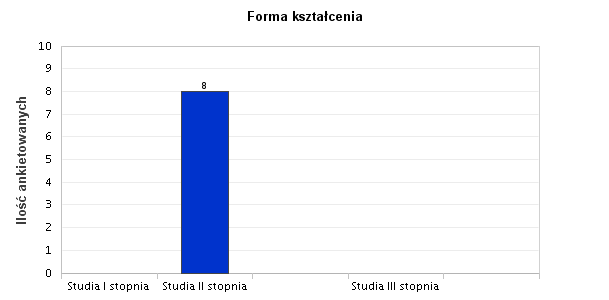 Forma kształcenia
Ilość ankietowanych
10
9
8
7
6
5
4
3
2
1
0
8
Studia I stopnia
Studia II stopnia
Studia III stopnia